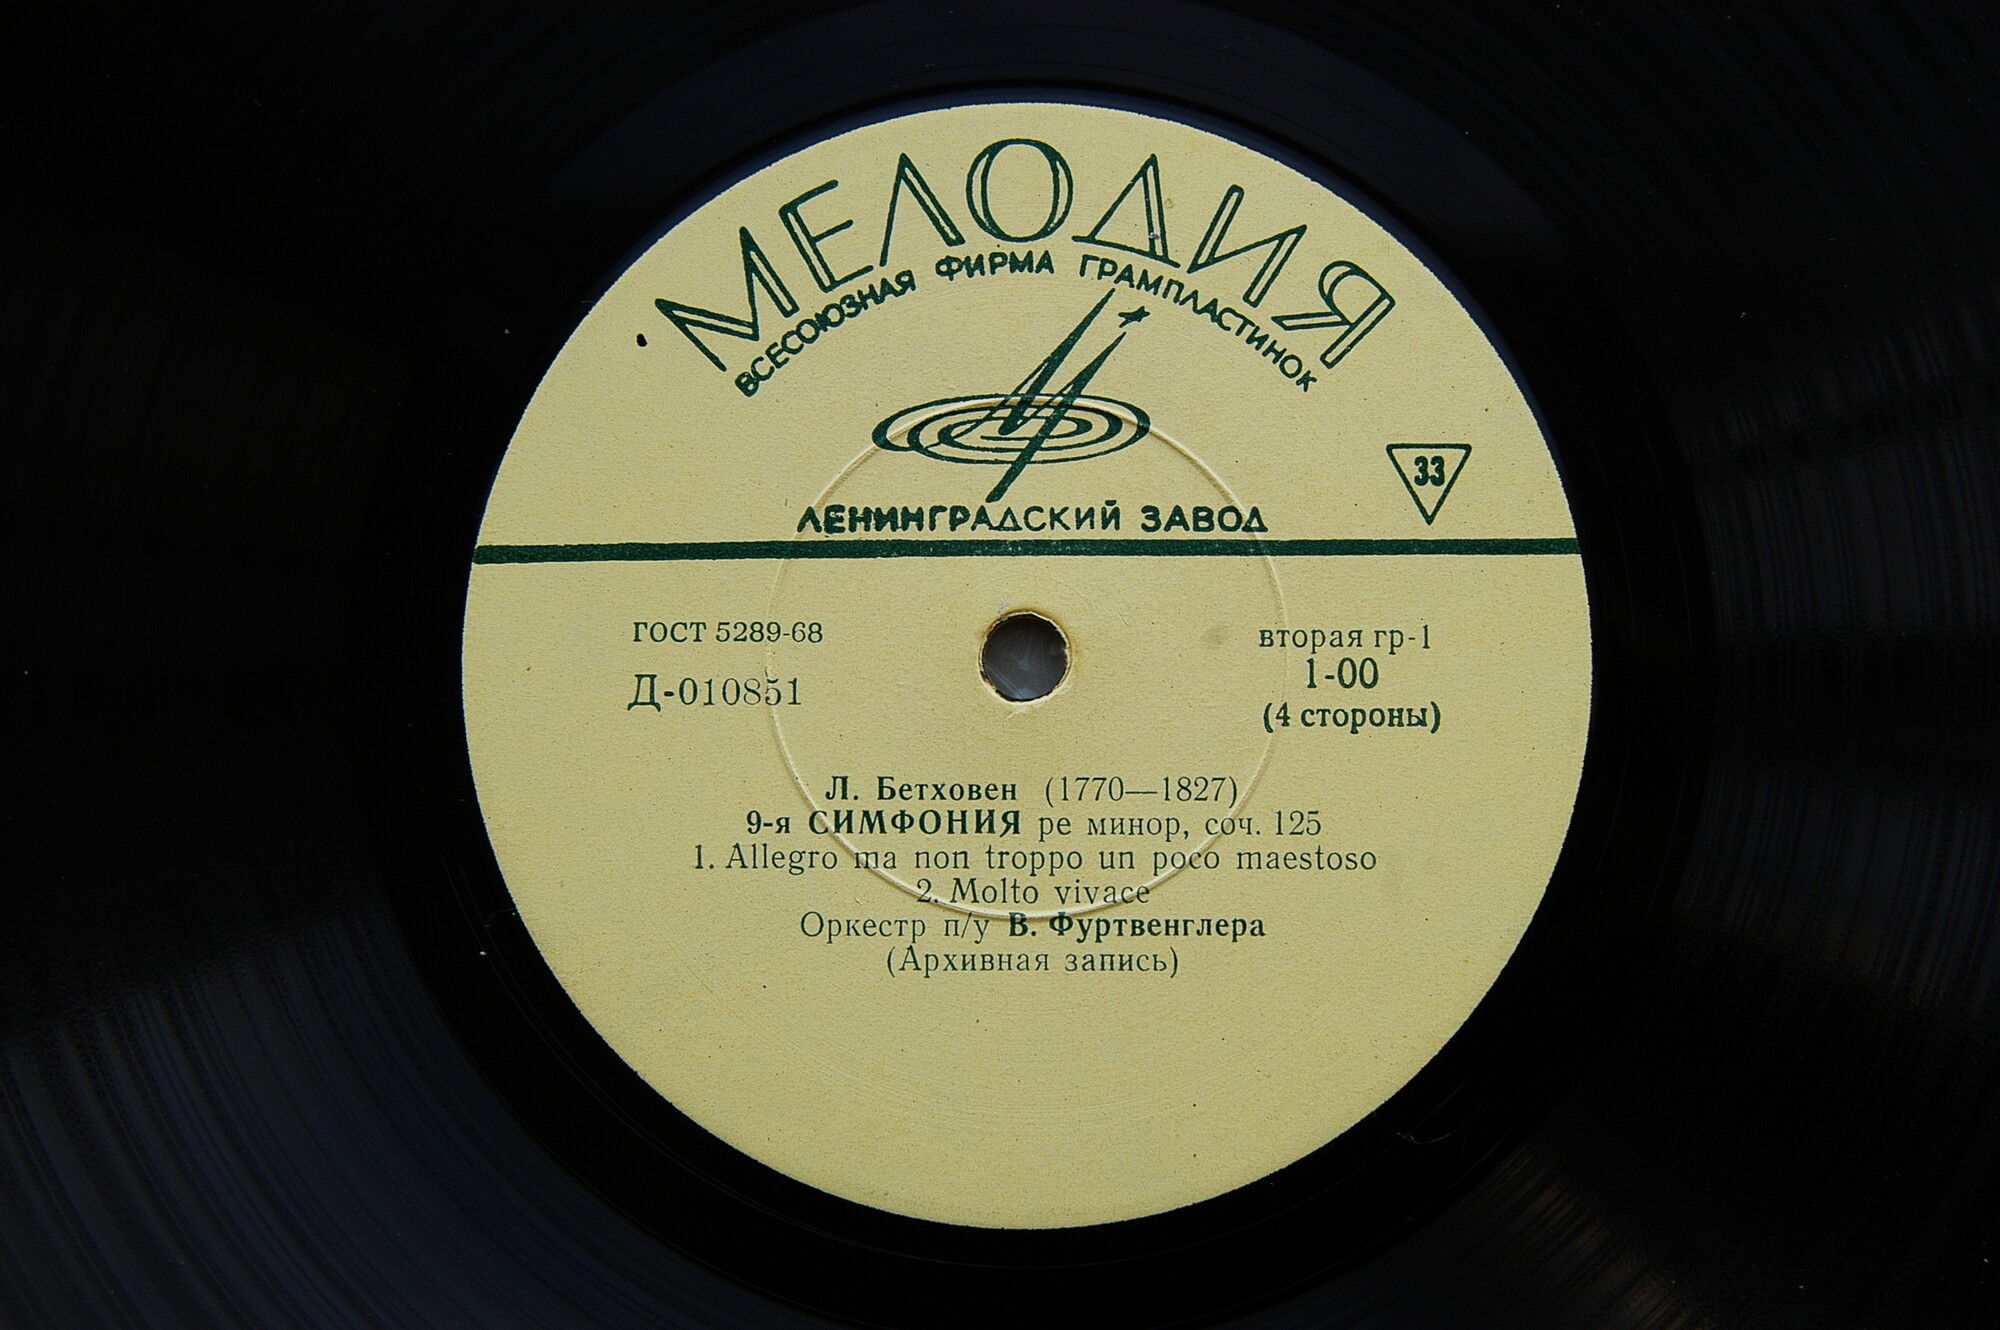 МЕЛОДИЯ
ВСЕСОЮЗНАЯ ФИРМА ГРАМПЛАСТИНОК
33
ЛЕНИНГРАДСКИЙ ЗАВОД
ГОСТ 5289-68
Д-010851
вторая гр-1
1-00
(4 стороны)
Л. Бетховен (1770—1827)
9-я СИМФОНИЯ ре минор, соч. 125
1. Allegro ma non troppo un poco maestoso
2. Molto vivace
Оркестр п/у В. Фуртвенглера
(Архивная запись)